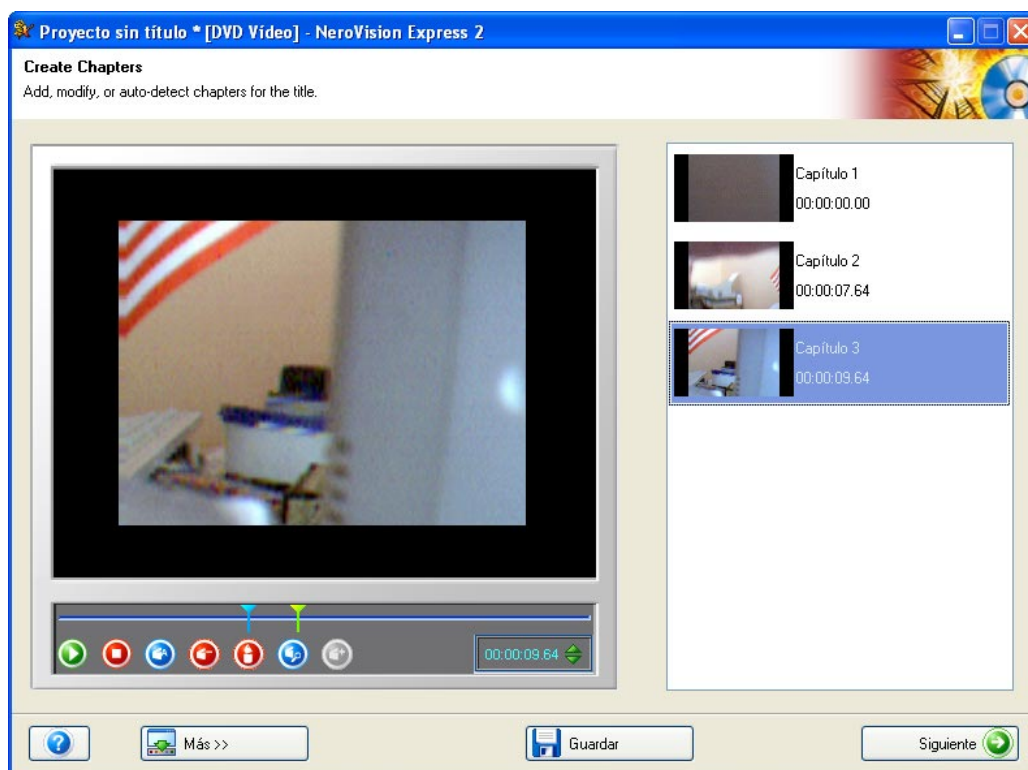 Proyecto sin título * [DVD Vídeo] - NeroVision Express 2
Create Chapters
Add, modify, or auto-detect chapters for the title.
Capítulo 1
00:00:00.00
Capítulo 2
00:00:07.64
Capítulo 3
00:00:09.64
00:00:09.64
Más >>
Guardar
Siguiente